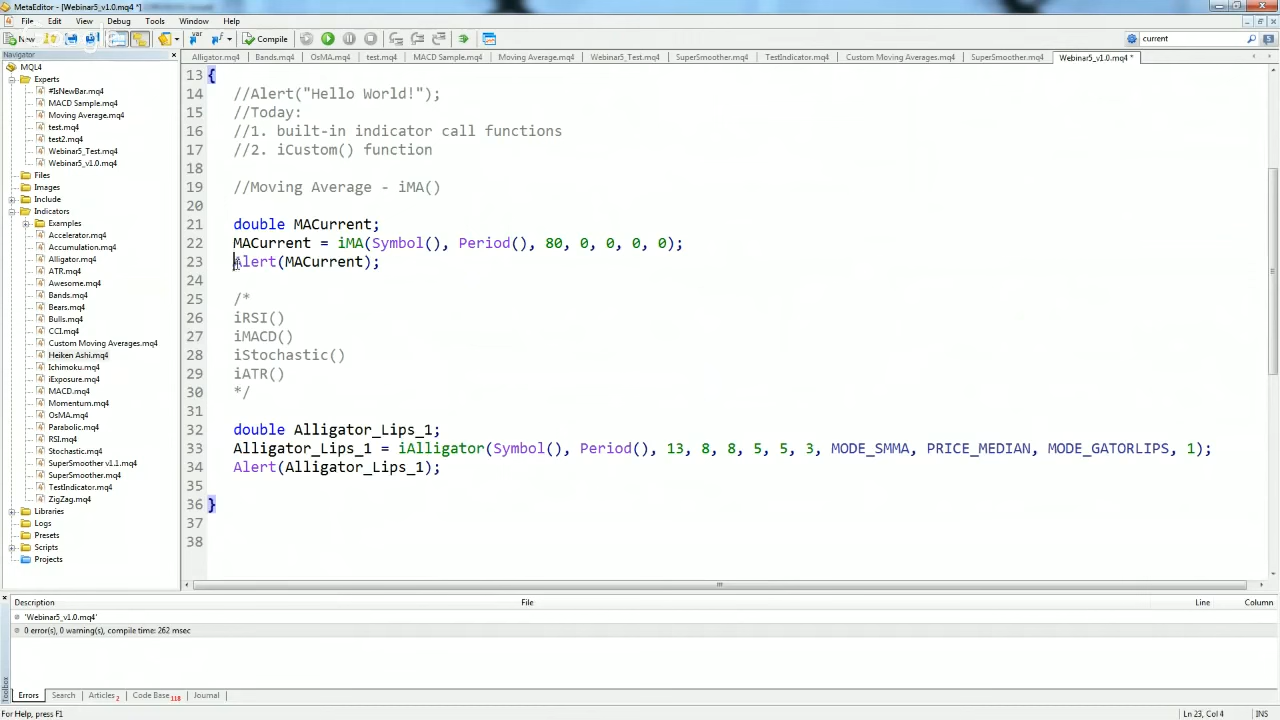 MetaEditor - [Webinar5_v1.0.mq4 *]
File Edit View Debug Tools Window Help
New Compile current
Navigator
Alligator.mq4 Bands.mq4 OsMA.mq4 test.mq4 MACD Sample.mq4 Moving Average.mq4 Webinar5_Test.mq4 SuperSmoother.mq4 TestIndicator.mq4 Custom Moving Averages.mq4 SuperSmoother.mq4 Webinar5_v1.0.mq4 *
MQL4
Experts
#IsNewBar.mq4
MACD Sample.mq4
Moving Average.mq4
test.mq4
test2.mq4
Webinar5_Test.mq4
Webinar5_v1.0.mq4
Files
Images
Include
Indicators
Examples
Accelerator.mq4
Accumulation.mq4
Alligator.mq4
ATR.mq4
Awesome.mq4
Bands.mq4
Bears.mq4
Bulls.mq4
CCI.mq4
Custom Moving Averages.mq4
Heiken Ashi.mq4
Ichimoku.mq4
iExposure.mq4
MACD.mq4
Momentum.mq4
OsMA.mq4
Parabolic.mq4
RSI.mq4
Stochastic.mq4
SuperSmoother v1.1.mq4
SuperSmoother.mq4
TestIndicator.mq4
ZigZag.mq4
Libraries
Logs
Presets
Scripts
Projects
13 {
14 //Alert("Hello World!");
15 //Today:
16 //1. built-in indicator call functions
17 //2. iCustom() function
18
19 //Moving Average - iMA()
20
21 double MACurrent;
22 MACurrent = iMA(Symbol(), Period(), 80, 0, 0, 0, 0);
23 Alert(MACurrent);
24
25 /*
26 iRSI()
27 iMACD()
28 iStochastic()
29 iATR()
30 */
31
32 double Alligator_Lips_1;
33 Alligator_Lips_1 = iAlligator(Symbol(), Period(), 13, 8, 8, 5, 5, 3, MODE_SMMA, PRICE_MEDIAN, MODE_GATORLIPS, 1);
34 Alert(Alligator_Lips_1);
35
36 }
37
38
Description File Line Column
'Webinar5_v1.0.mq4'
0 error(s), 0 warning(s), compile time: 262 msec
Toolbox
Errors Search Articles 2 Code Base 118 Journal
For Help, press F1 Ln 23, Col 4 INS